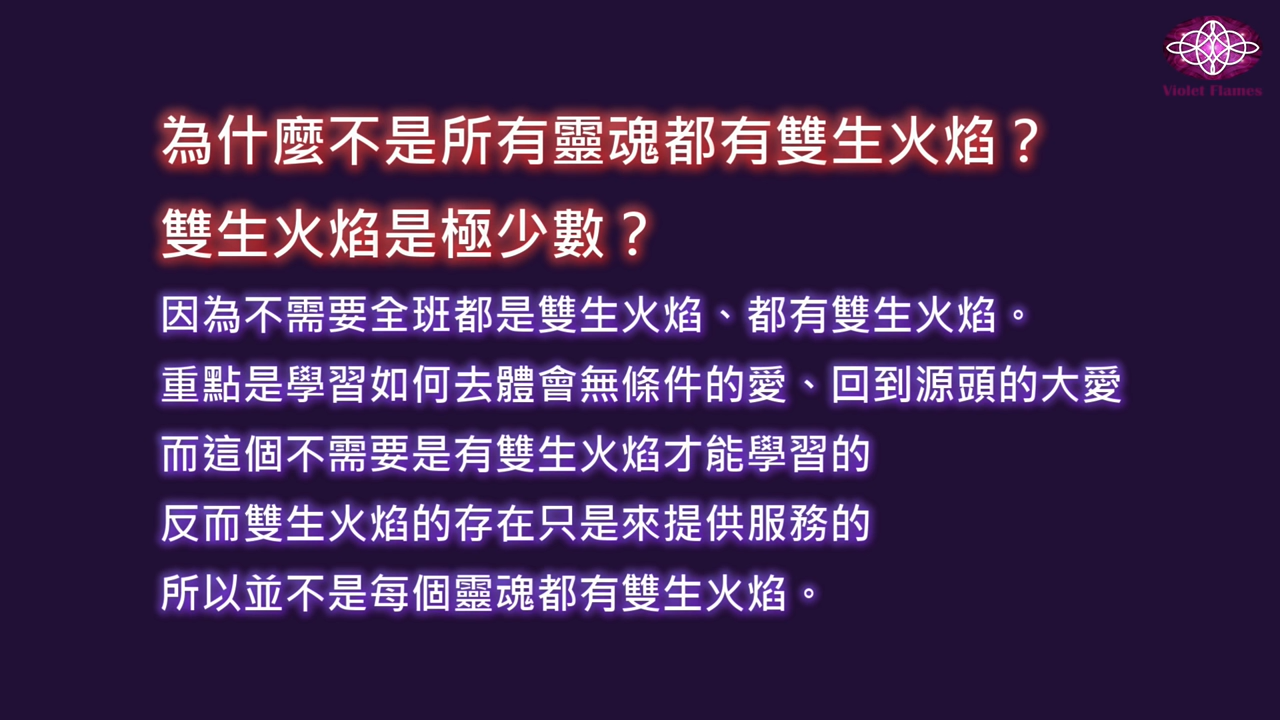 Violet Flames
為什麼不是所有靈魂都有雙生火焰？
雙生火焰是極少數？
因為不需要全班都是雙生火焰、都有雙生火焰。
重點是學習如何去體會無條件的愛、回到源頭的大愛
而這個不需要是有雙生火焰才能學習的
反而雙生火焰的存在只是來提供服務的
所以並不是每個靈魂都有雙生火焰。